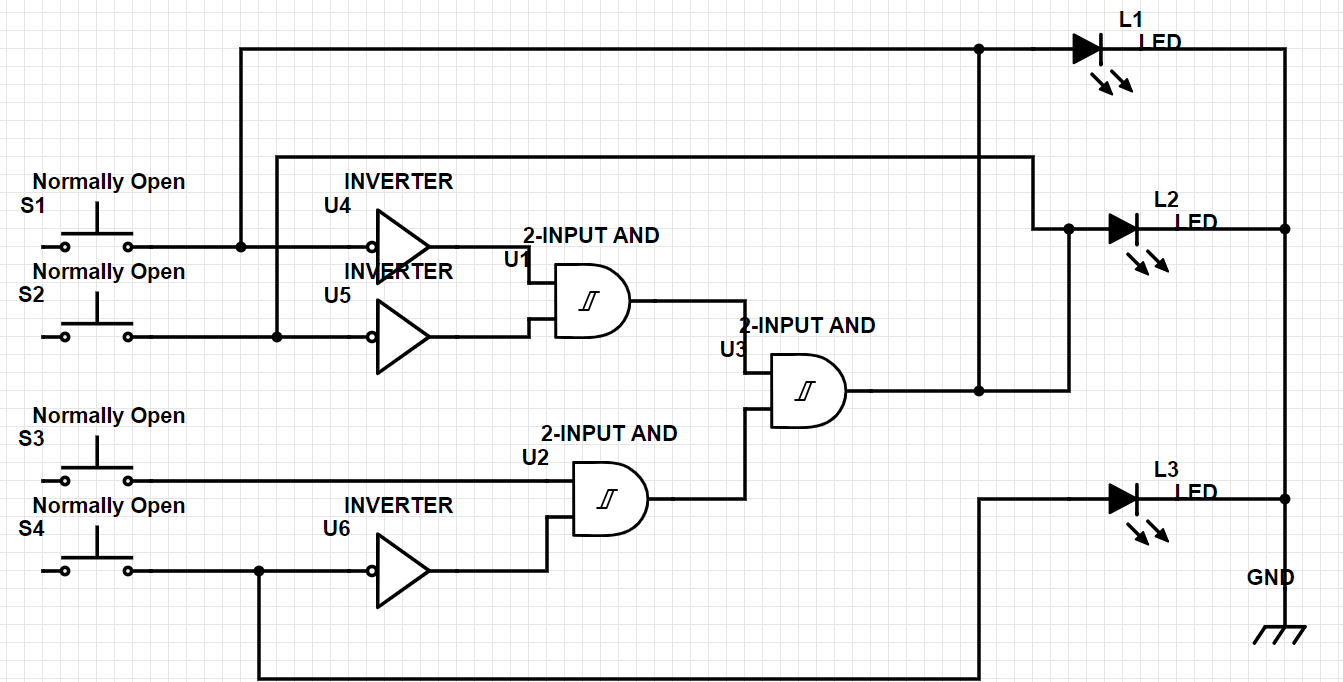 L1
LED
Normally Open
S1
INVERTER
U4
L2
LED
2-INPUT AND
U1
Normally Open
S2
INVERTER
U5
2-INPUT AND
U3
Normally Open
S3
2-INPUT AND
U2
L3
LED
Normally Open
S4
INVERTER
U6
GND